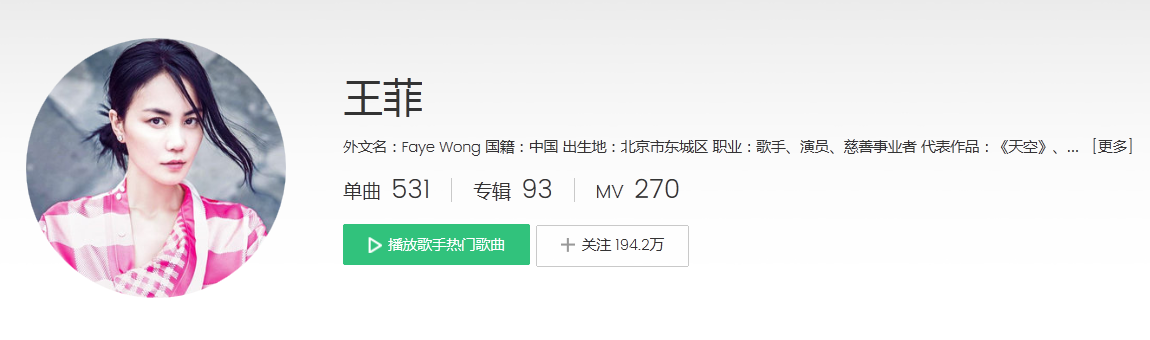 王菲
外文名：Faye Wong 国籍：中国 出生地：北京市东城区 职业：歌手、演员、慈善事业者 代表作品：《天空》、... [更多]
单曲 531 专辑 93 MV 270
播放歌手热门歌曲 关注 194.2万